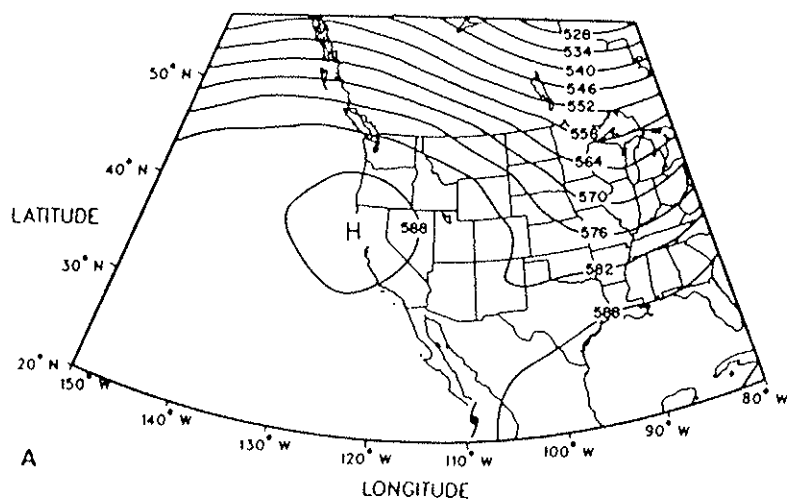 528
534
540
546
552
558
564
570
576
582
588
588
H
50° N
40° N
30° N
20° N
LATITUDE
150° W
140° W
130° W
120° W
110° W
100° W
90° W
80° W
LONGITUDE
A